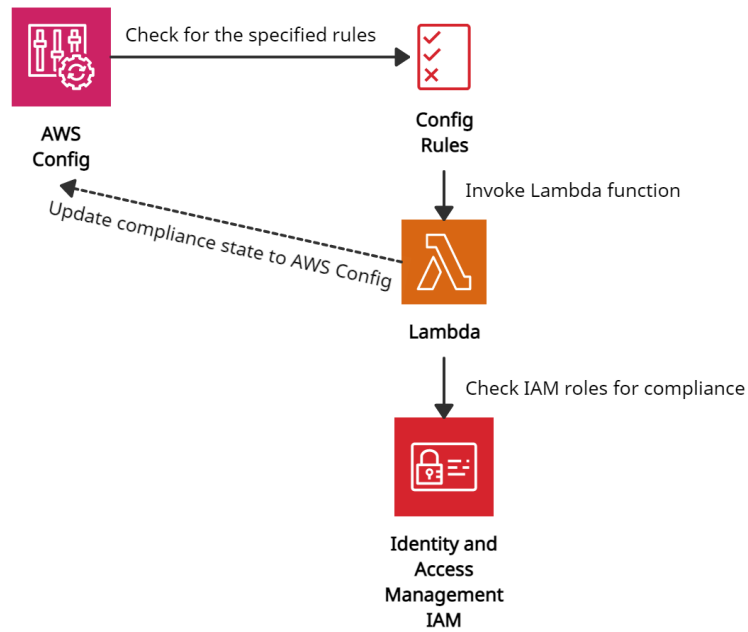 Check for the specified rules
AWS
Config
Config
Rules
Invoke Lambda function
Update compliance state to AWS Config
Lambda
Check IAM roles for compliance
Identity and
Access
Management
IAM